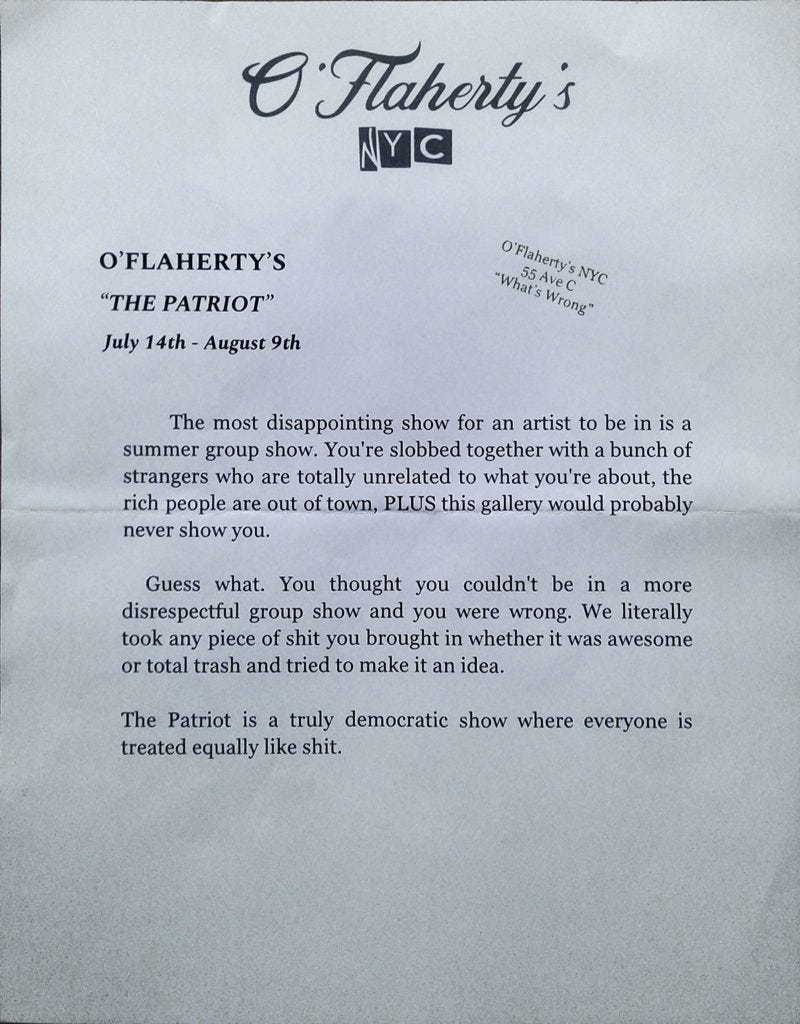 O'Flaherty's
NYC
O'FLAHERTY'S
"THE PATRIOT"
July 14th - August 9th
O'Flaherty's NYC
55 Ave C
"What's Wrong"
The most disappointing show for an artist to be in is a
summer group show. You're slobbed together with a bunch of
strangers who are totally unrelated to what you're about, the
rich people are out of town, PLUS this gallery would probably
never show you.
Guess what. You thought you couldn't be in a more
disrespectful group show and you were wrong. We literally
took any piece of shit you brought in whether it was awesome
or total trash and tried to make it an idea.
The Patriot is a truly democratic show where everyone is
treated equally like shit.